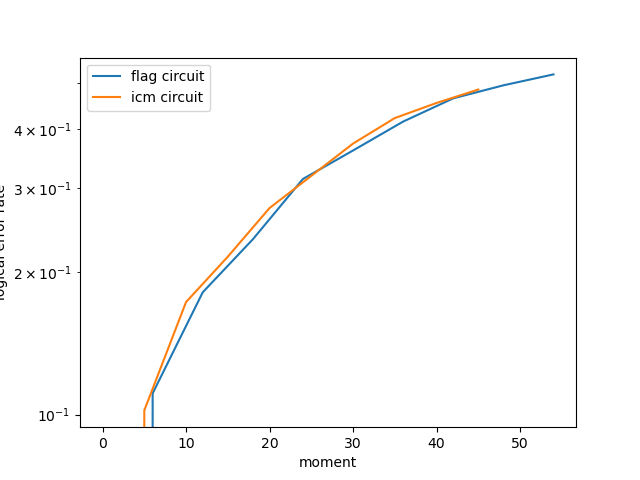 flag circuit
icm circuit
4 × 10⁻¹
3 × 10⁻¹
2 × 10⁻¹
10⁻¹
logical error rate
0 10 20 30 40 50
moment